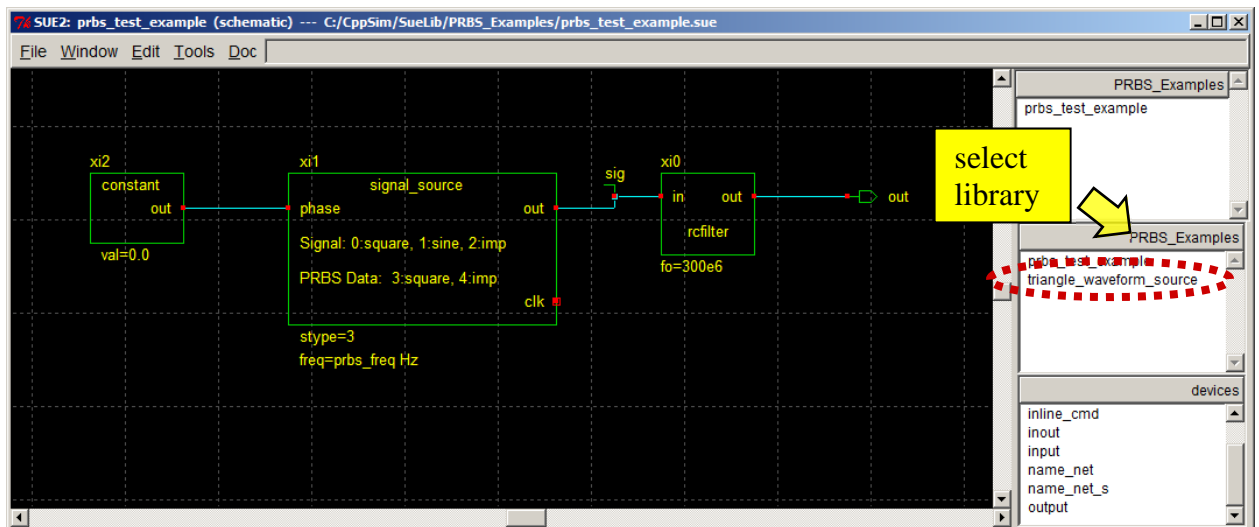 SUE2: prbs_test_example (schematic) --- C:/CppSim/SueLib/PRBS_Examples/prbs_test_example.sue
File Window Edit Tools Doc
PRBS_Examples
prbs_test_example
select
library
PRBS_Examples
prbs_test_example
triangle_waveform_source
devices
inline_cmd
inout
input
name_net
name_net_s
output
xi2
constant
out
val=0.0
xi1
signal_source
phase
out
Signal: 0:square, 1:sine, 2:imp
PRBS Data: 3:square, 4:imp
clk
stype=3
freq=prbs_freq Hz
sig
xi0
in out
rcfilter
fo=300e6
out